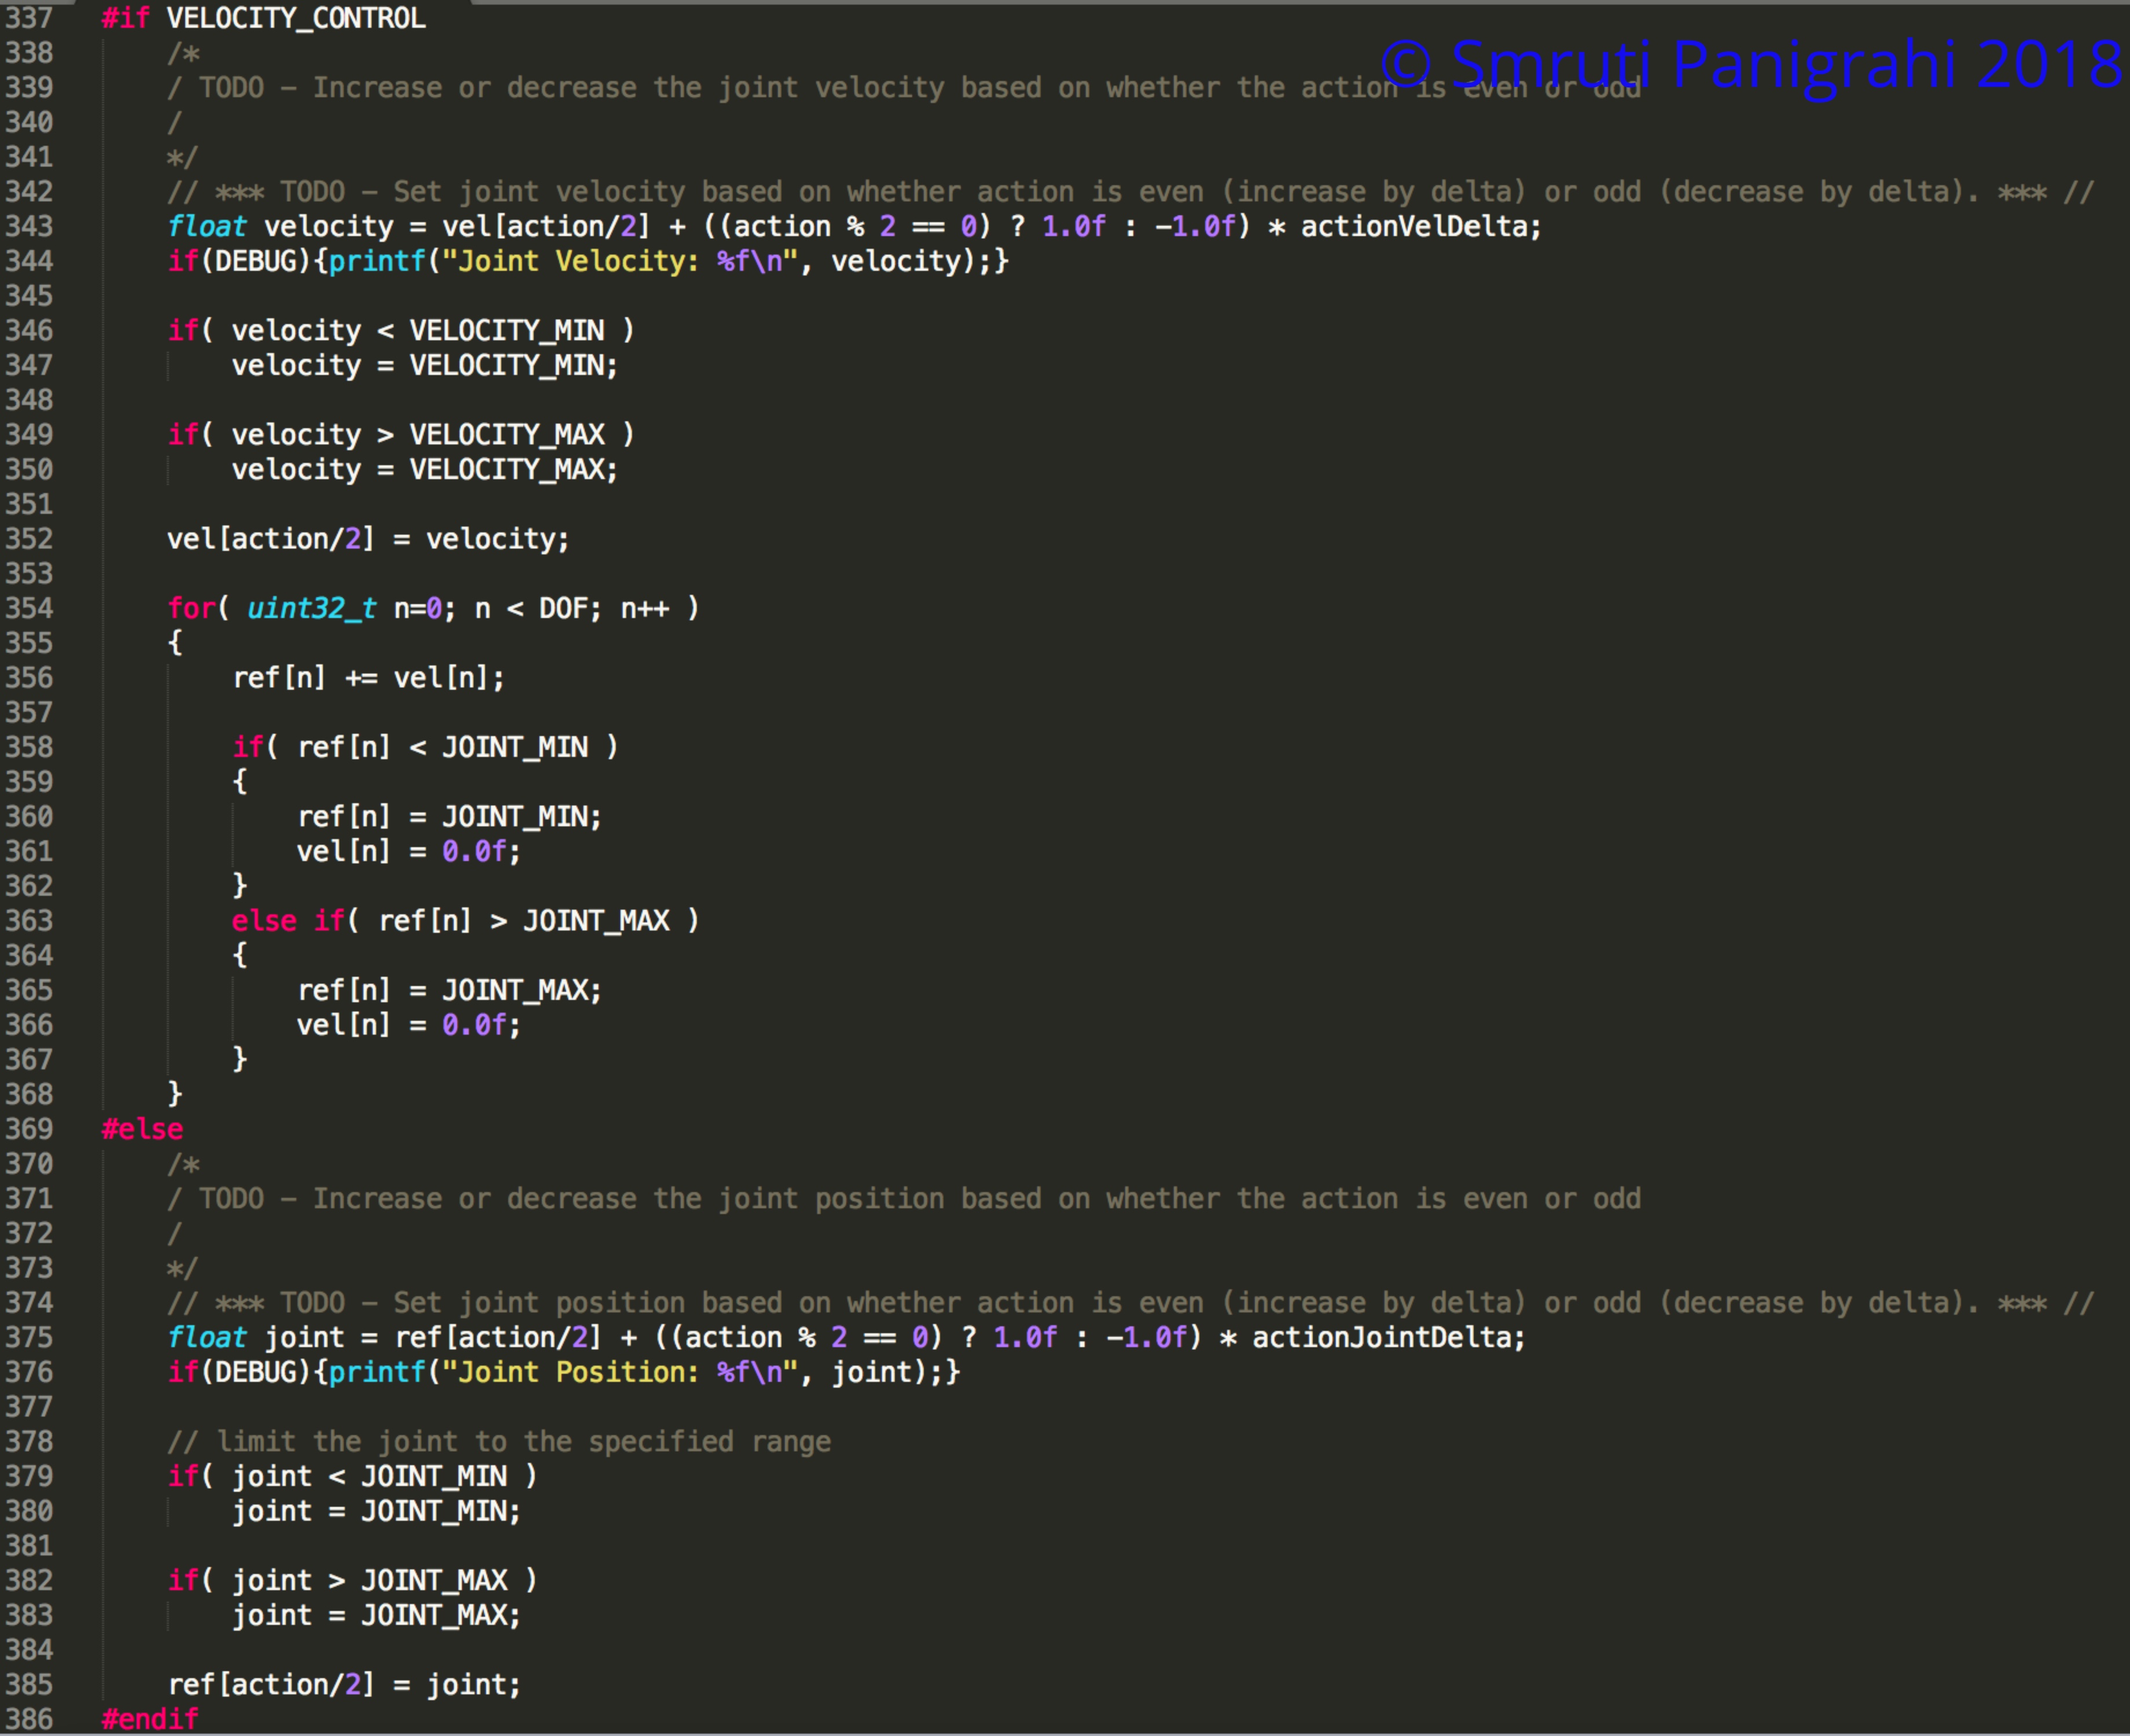 337 #if VELOCITY_CONTROL
© Smruti Panigrahi 2018
338 /*
339 / TODO – Increase or decrease the joint velocity based on whether the action is even or odd
340 /
341 */
342 // *** TODO – Set joint velocity based on whether action is even (increase by delta) or odd (decrease by delta). *** //
343 float velocity = vel[action/2] + ((action % 2 == 0) ? 1.0f : -1.0f) * actionVelDelta;
344 if(DEBUG){printf("Joint Velocity: %f\n", velocity);}
345
346 if( velocity < VELOCITY_MIN )
347 velocity = VELOCITY_MIN;
348
349 if( velocity > VELOCITY_MAX )
350 velocity = VELOCITY_MAX;
351
352 vel[action/2] = velocity;
353
354 for( uint32_t n=0; n < DOF; n++ )
355 {
356 ref[n] += vel[n];
357
358 if( ref[n] < JOINT_MIN )
359 {
360 ref[n] = JOINT_MIN;
361 vel[n] = 0.0f;
362 }
363 else if( ref[n] > JOINT_MAX )
364 {
365 ref[n] = JOINT_MAX;
366 vel[n] = 0.0f;
367 }
368 }
369 #else
370 /*
371 / TODO – Increase or decrease the joint position based on whether the action is even or odd
372 /
373 */
374 // *** TODO – Set joint position based on whether action is even (increase by delta) or odd (decrease by delta). *** //
375 float joint = ref[action/2] + ((action % 2 == 0) ? 1.0f : -1.0f) * actionJointDelta;
376 if(DEBUG){printf("Joint Position: %f\n", joint);}
377
378 // limit the joint to the specified range
379 if( joint < JOINT_MIN )
380 joint = JOINT_MIN;
381
382 if( joint > JOINT_MAX )
383 joint = JOINT_MAX;
384
385 ref[action/2] = joint;
386 #endif